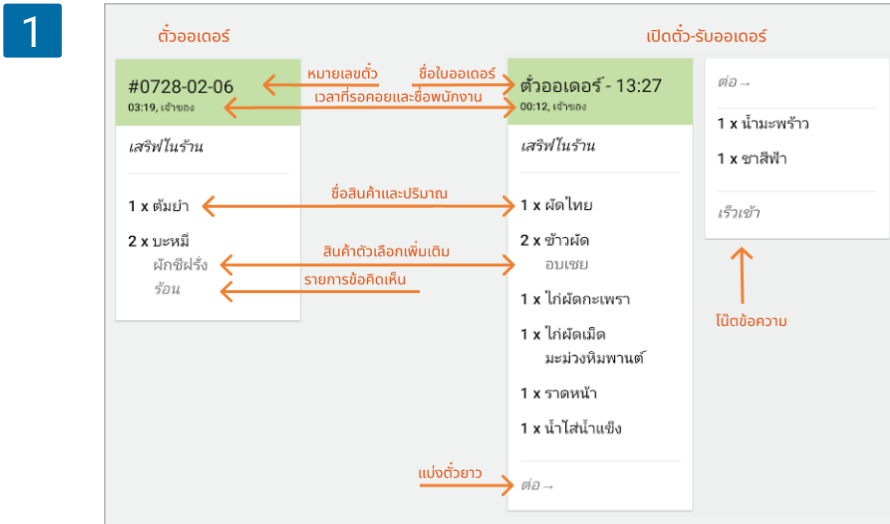 1
ตั๋วออเดอร์
เปิดตั๋ว-รับออเดอร์
#0728-02-06
03:19, เจ้าของ
เสริฟในร้าน
1 x ต้มยำ
2 x บะหมี่
ผักชีฝรั่ง
ร้อน
หมายเลขตั๋ว
ชื่อใบออเดอร์
เวลาที่รอคอยและชื่อพนักงาน
ชื่อสินค้าและปริมาณ
สินค้าตัวเลือกเพิ่มเติม
รายการข้อคิดเห็น
แบ่งตั๋วยาว
ตั๋วออเดอร์ - 13:27
00:12, เจ้าของ
เสริฟในร้าน
1 x ผัดไทย
2 x ข้าวผัด
อบเชย
1 x ไก่ผัดกะเพรา
1 x ไก่ผัดเม็ด
มะม่วงหิมพานต์
1 x ราดหน้า
1 x น้ำใส่น้ำแข็ง
ต่อ→
ต่อ→
1 x น้ำมะพร้าว
1 x ชาสีฟ้า
เร็วเข้า
โน๊ตข้อความ